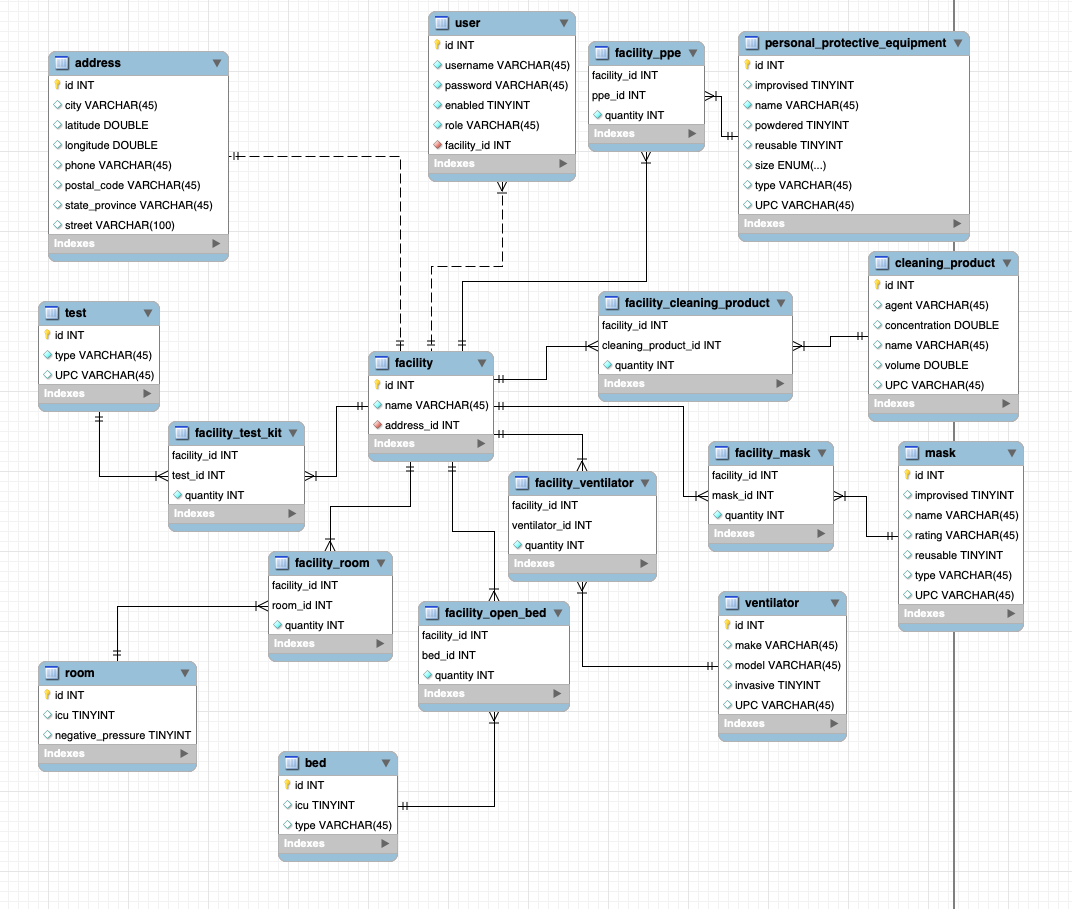 user
id INT
username VARCHAR(45)
password VARCHAR(45)
enabled TINYINT
role VARCHAR(45)
facility_id INT
Indexes
facility_ppe
facility_id INT
ppe_id INT
quantity INT
Indexes
personal_protective_equipment
id INT
improvised TINYINT
name VARCHAR(45)
powdered TINYINT
reusable TINYINT
size ENUM(...)
type VARCHAR(45)
UPC VARCHAR(45)
Indexes
address
id INT
city VARCHAR(45)
latitude DOUBLE
longitude DOUBLE
phone VARCHAR(45)
postal_code VARCHAR(45)
state_province VARCHAR(45)
street VARCHAR(100)
Indexes
cleaning_product
id INT
agent VARCHAR(45)
concentration DOUBLE
name VARCHAR(45)
volume DOUBLE
UPC VARCHAR(45)
Indexes
facility_cleaning_product
facility_id INT
cleaning_product_id INT
quantity INT
Indexes
test
id INT
type VARCHAR(45)
UPC VARCHAR(45)
Indexes
facility
id INT
name VARCHAR(45)
address_id INT
Indexes
facility_test_kit
facility_id INT
test_id INT
quantity INT
Indexes
facility_ventilator
facility_id INT
ventilator_id INT
quantity INT
Indexes
facility_mask
facility_id INT
mask_id INT
quantity INT
Indexes
mask
id INT
improvised TINYINT
name VARCHAR(45)
rating VARCHAR(45)
reusable TINYINT
type VARCHAR(45)
UPC VARCHAR(45)
Indexes
facility_room
facility_id INT
room_id INT
quantity INT
Indexes
facility_open_bed
facility_id INT
bed_id INT
quantity INT
Indexes
ventilator
id INT
make VARCHAR(45)
model VARCHAR(45)
invasive TINYINT
UPC VARCHAR(45)
Indexes
room
id INT
icu TINYINT
negative_pressure TINYINT
Indexes
bed
id INT
icu TINYINT
type VARCHAR(45)
Indexes